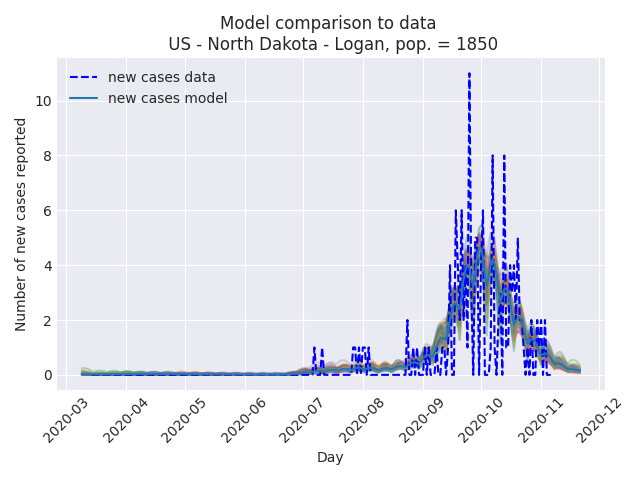 Model comparison to data
US - North Dakota - Logan, pop. = 1850
new cases data
new cases model
Number of new cases reported
10
8
6
4
2
0
2020-03
2020-04
2020-05
2020-06
2020-07
2020-08
2020-09
2020-10
2020-11
2020-12
Day